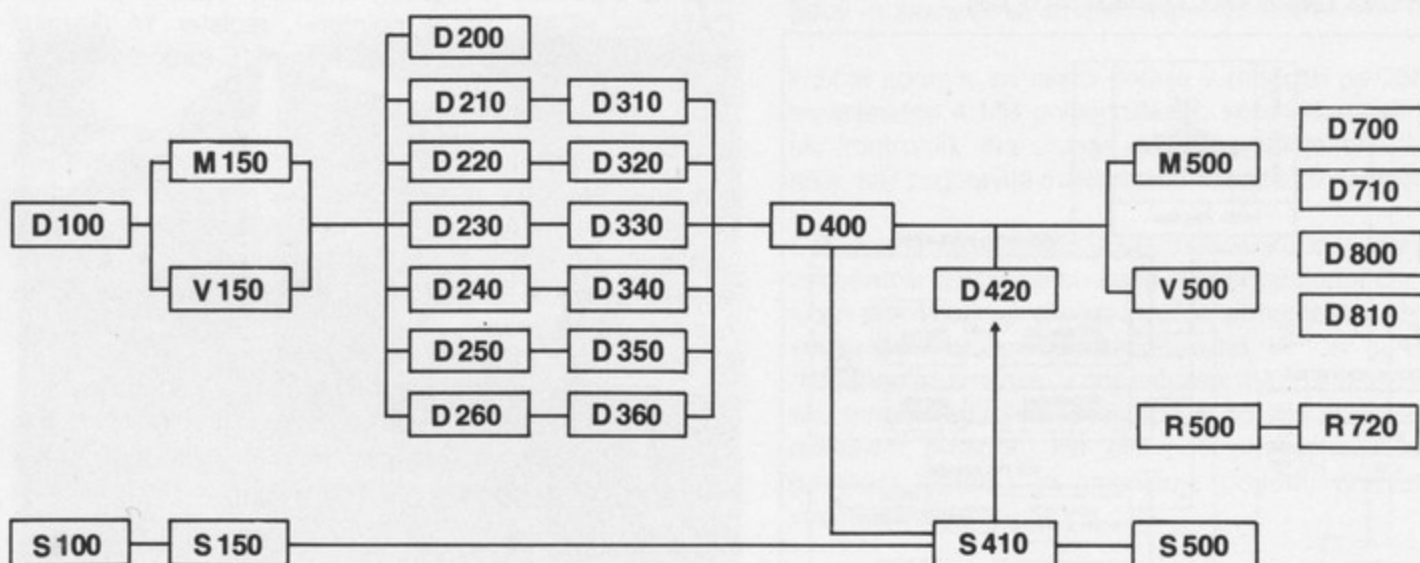 D 200
D 210 D 310
D 700
M 150 D 220 D 320 M 500
D 710
D 100 D 230 D 330 D 400
D 800
V 150 D 240 D 340 D 420 V 500
D 810
D 250 D 350
D 260 D 360 R 500 R 720
S 100 S 150 S 410 S 500